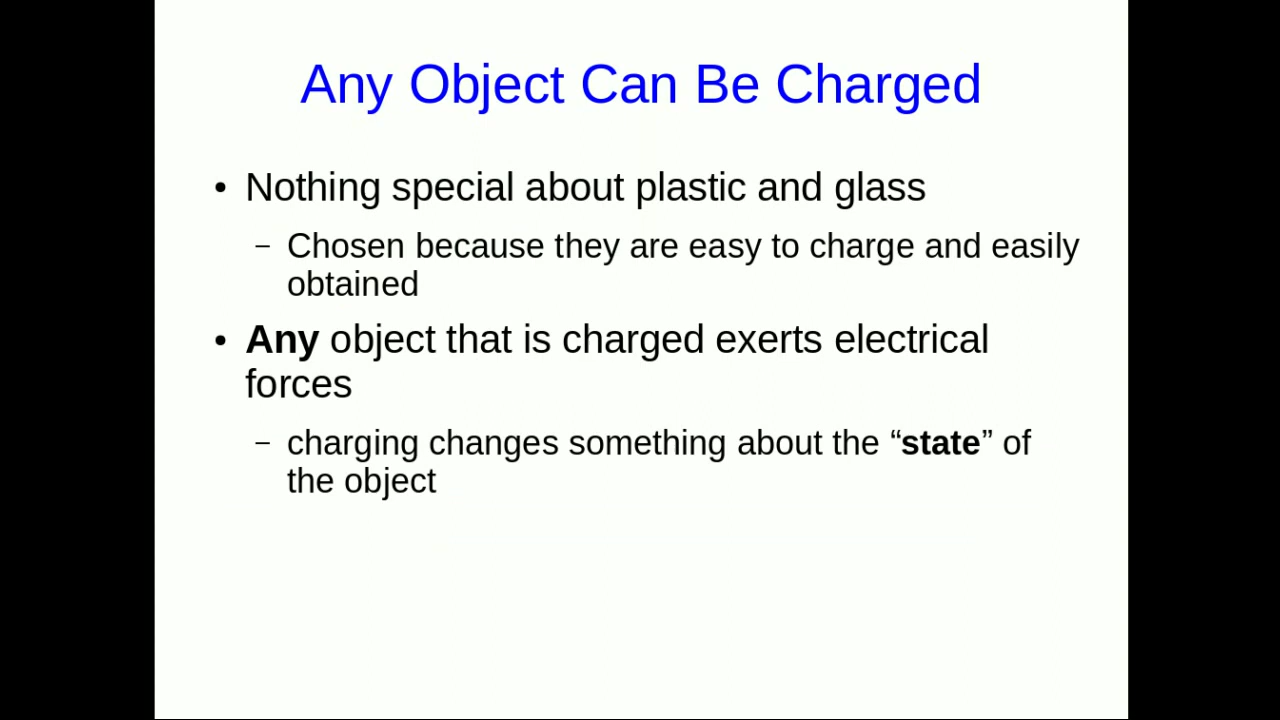 Any Object Can Be Charged
• Nothing special about plastic and glass
– Chosen because they are easy to charge and easily
obtained
• Any object that is charged exerts electrical
forces
– charging changes something about the “state” of
the object